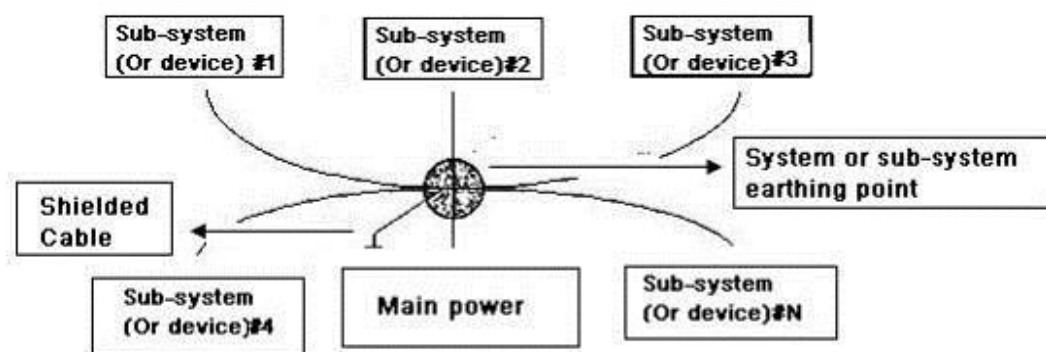 Sub-system
(Or device) #1
Sub-system
(Or device)#2
Sub-system
(Or device)#3
System or sub-system
earthing point
Shielded
Cable
Sub-system
(Or device)#4
Main power
Sub-system
(Or device)#N